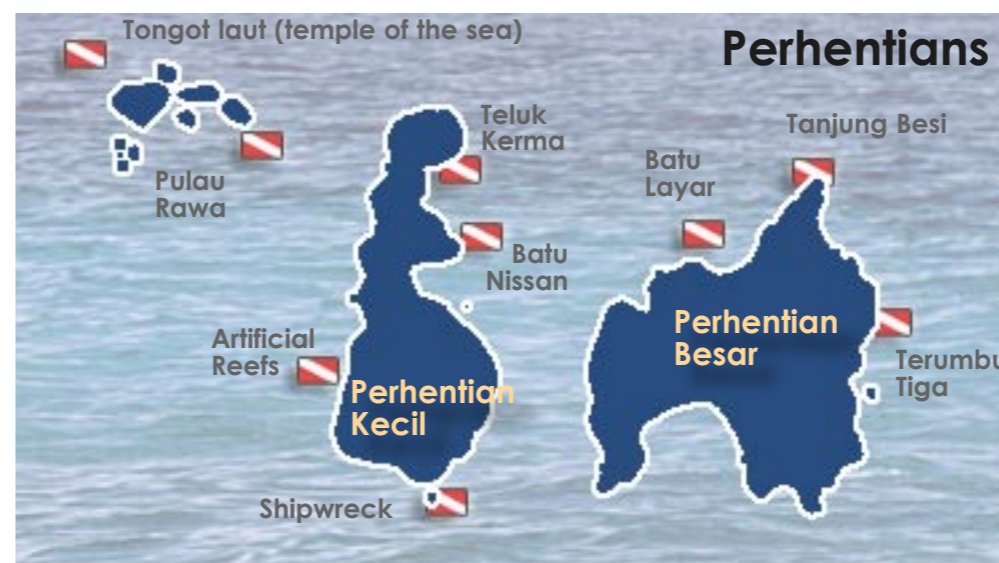 Tongot laut (temple of the sea)
Perhentians
Teluk
Kerma
Tanjung Besi
Batu
Layar
Pulau
Rawa
Batu
Nissan
Perhentian
Besar
Artificial
Reefs
Terumbu
Tiga
Perhentian
Kecil
Shipwreck